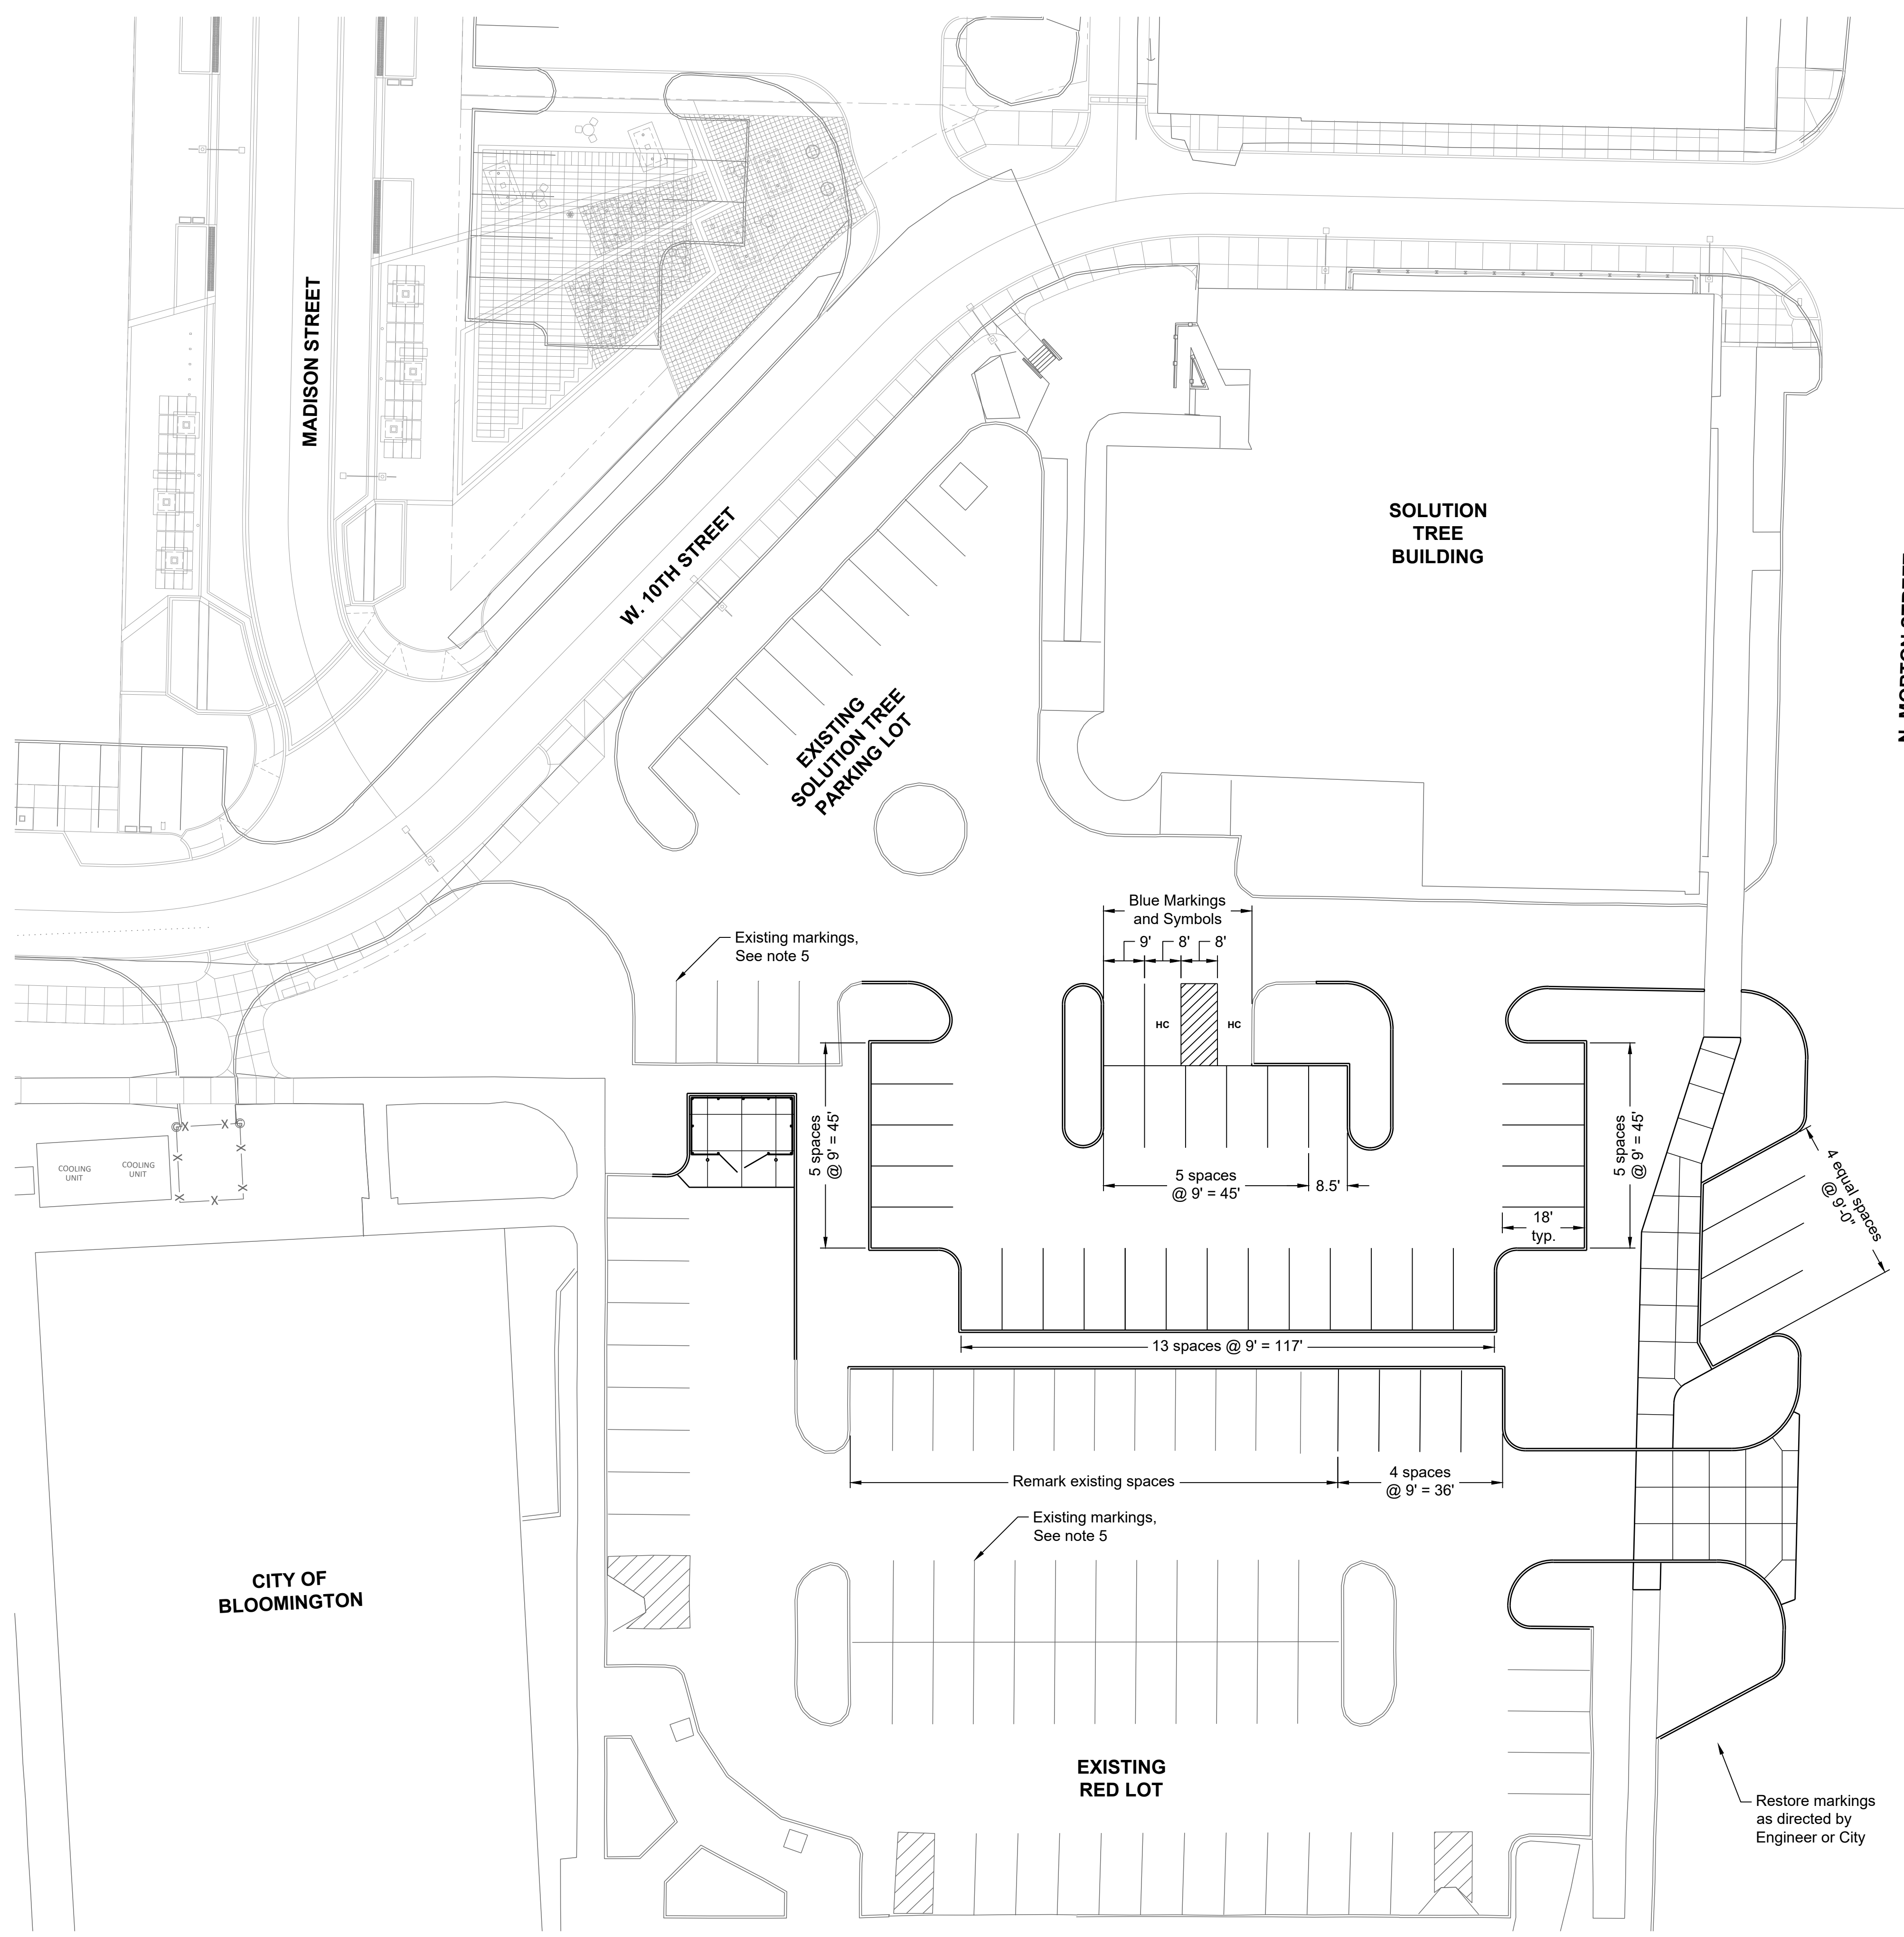 MADISON STREET
W. 10TH STREET
SOLUTION
TREE
BUILDING
EXISTING
SOLUTION TREE
PARKING LOT
Blue Markings
and Symbols
9'
8'
8'
Existing markings,
See note 5
HC
HC
5 spaces
@ 9' = 45'
5 spaces
@ 9' = 45'
5 spaces
@ 9' = 45'
8.5'
18'
typ.
4 equal spaces
@ 9'-0"
COOLING
UNIT
COOLING
UNIT
X
X
X
X
X
X
X
13 spaces @ 9' = 117'
Remark existing spaces
4 spaces
@ 9' = 36'
Existing markings,
See note 5
CITY OF
BLOOMINGTON
EXISTING
RED LOT
Restore markings
as directed by
Engineer or City